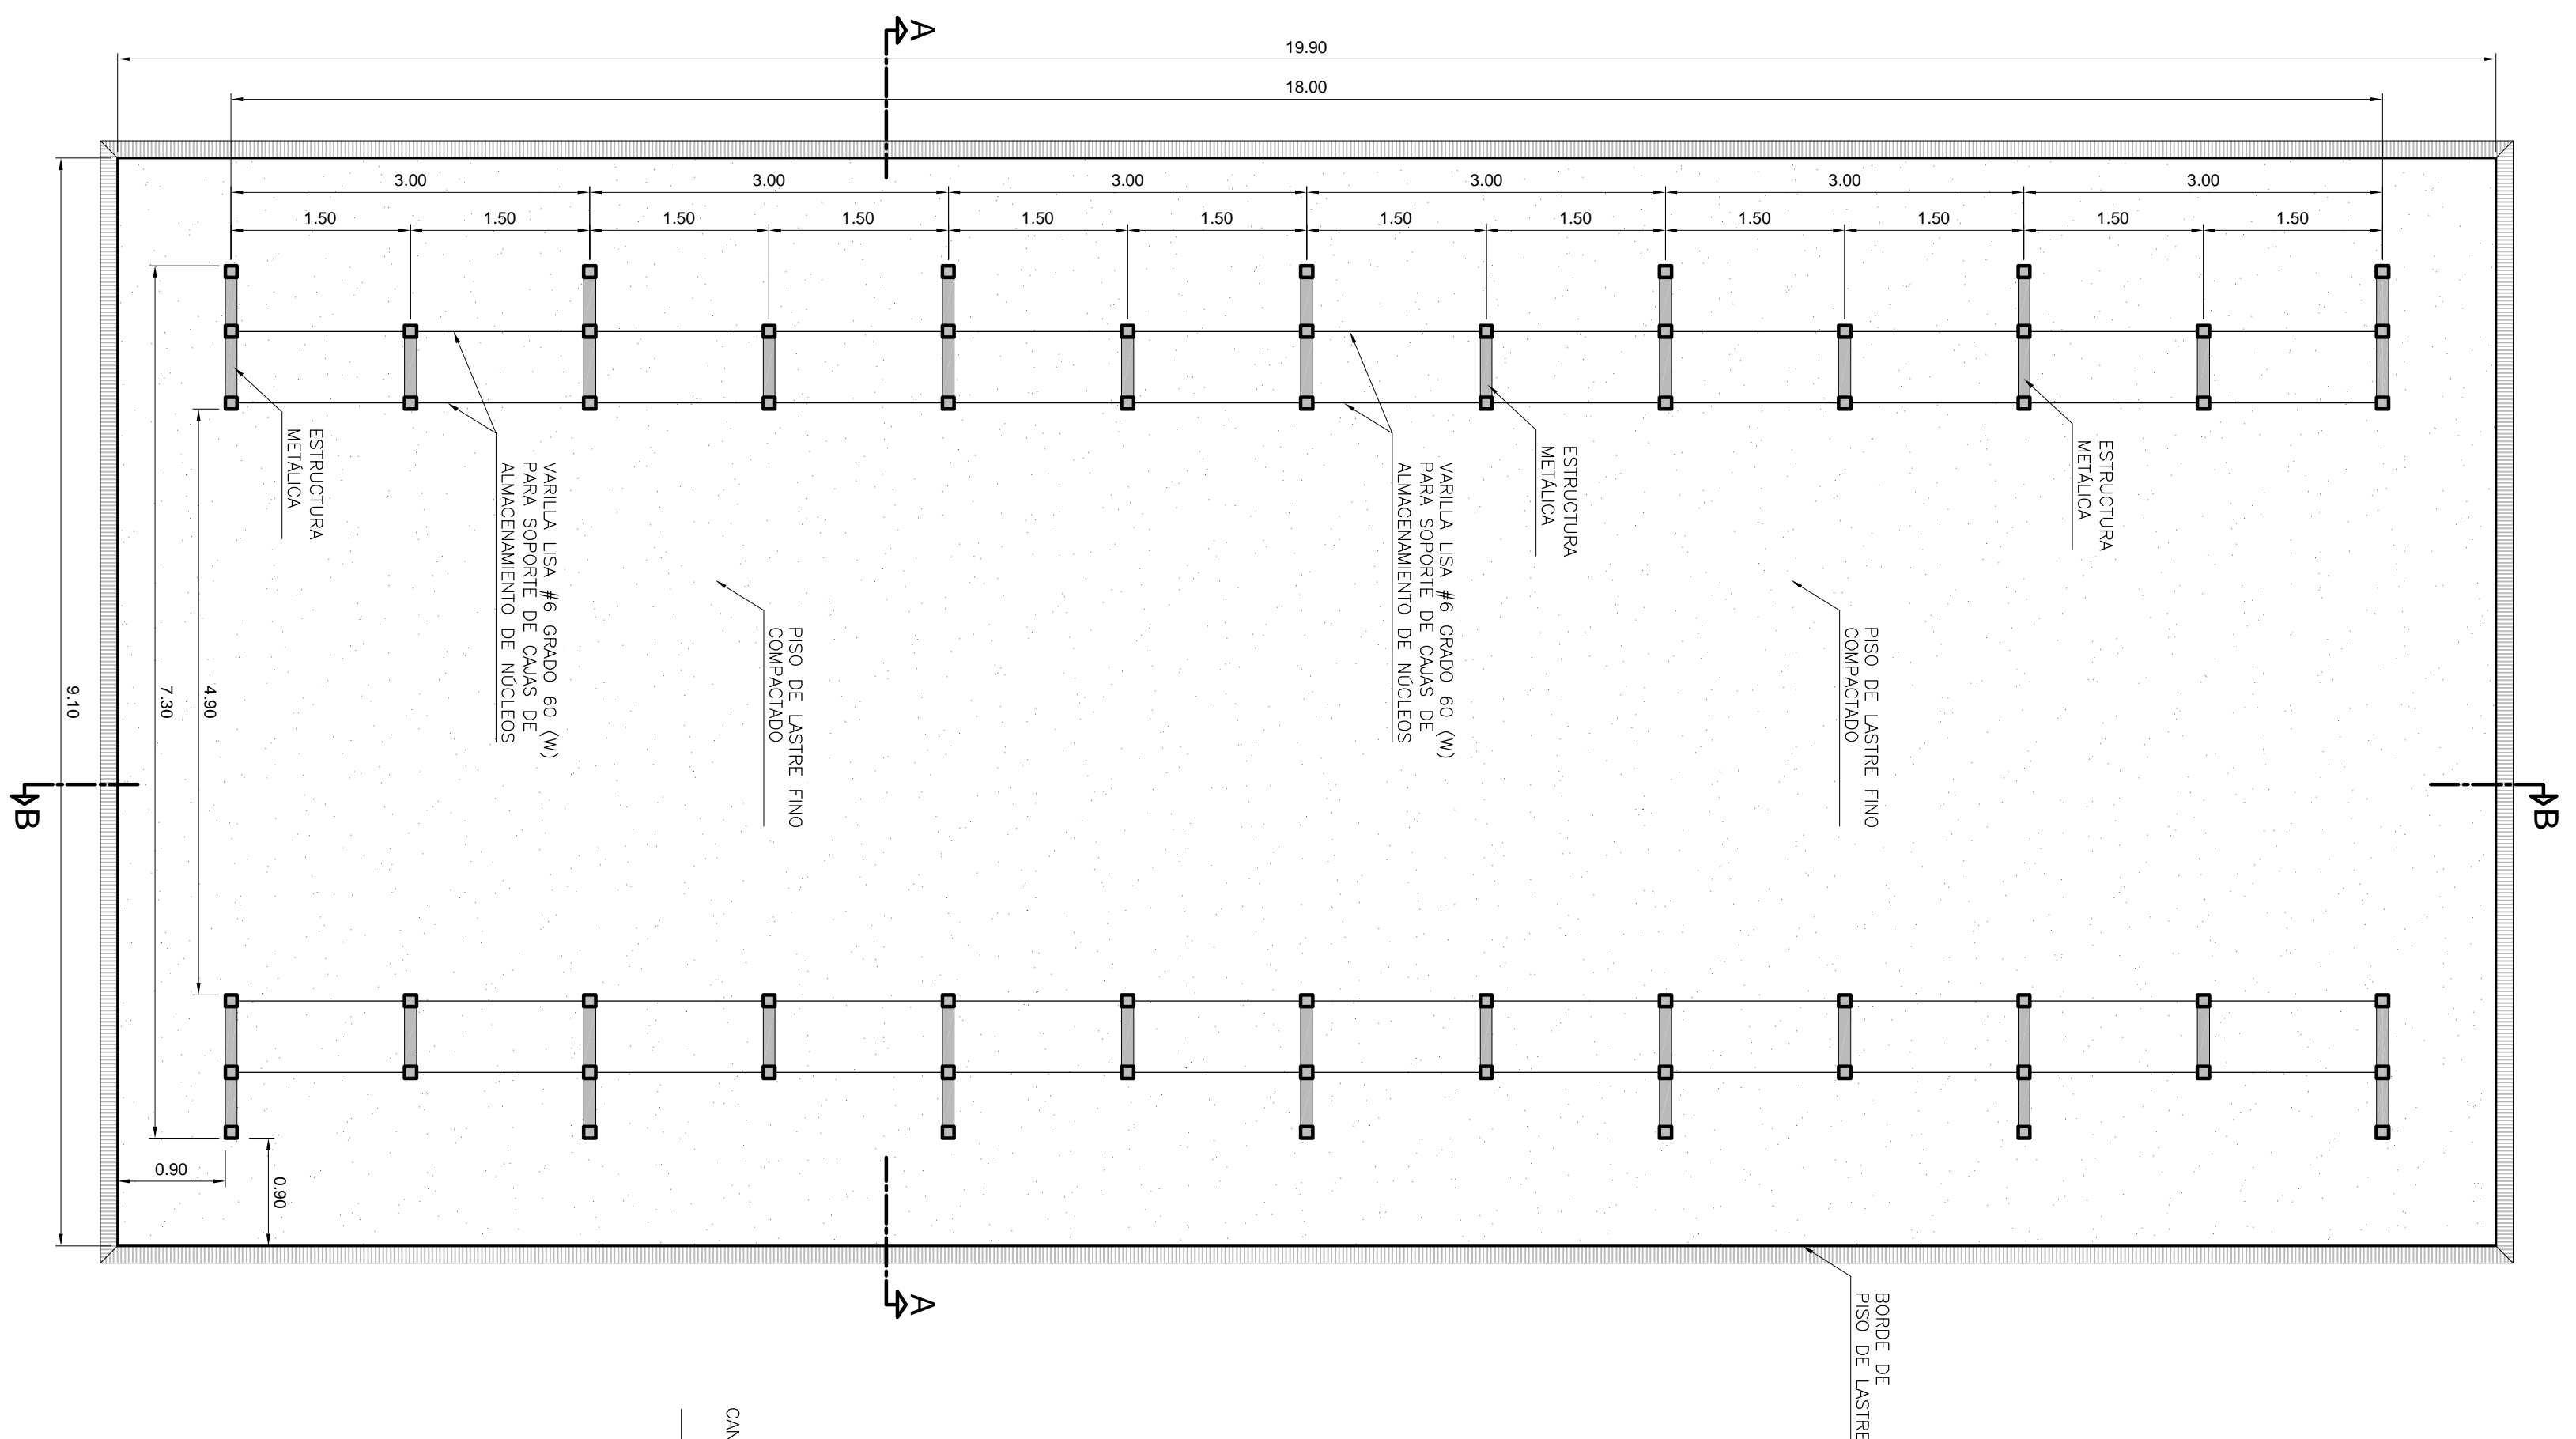 A
19.90
18.00
3.00
3.00
3.00
3.00
3.00
3.00
1.50
1.50
1.50
1.50
1.50
1.50
1.50
1.50
1.50
1.50
1.50
1.50
ESTRUCTURA
METÁLICA
VARILLA LISA #6 GRADO 60 (W)
PARA SOPORTE DE CAJAS DE
ALMACENAMIENTO DE NÚCLEOS
VARILLA LISA #6 GRADO 60 (W)
PARA SOPORTE DE CAJAS DE
ALMACENAMIENTO DE NÚCLEOS
ESTRUCTURA
METÁLICA
ESTRUCTURA
METÁLICA
PISO DE LASTRE FINO
COMPACTADO
PISO DE LASTRE FINO
COMPACTADO
9.10
7.30
4.90
B
B
0.90
0.90
A
BORDE DE
PISO DE LASTRE
CAN